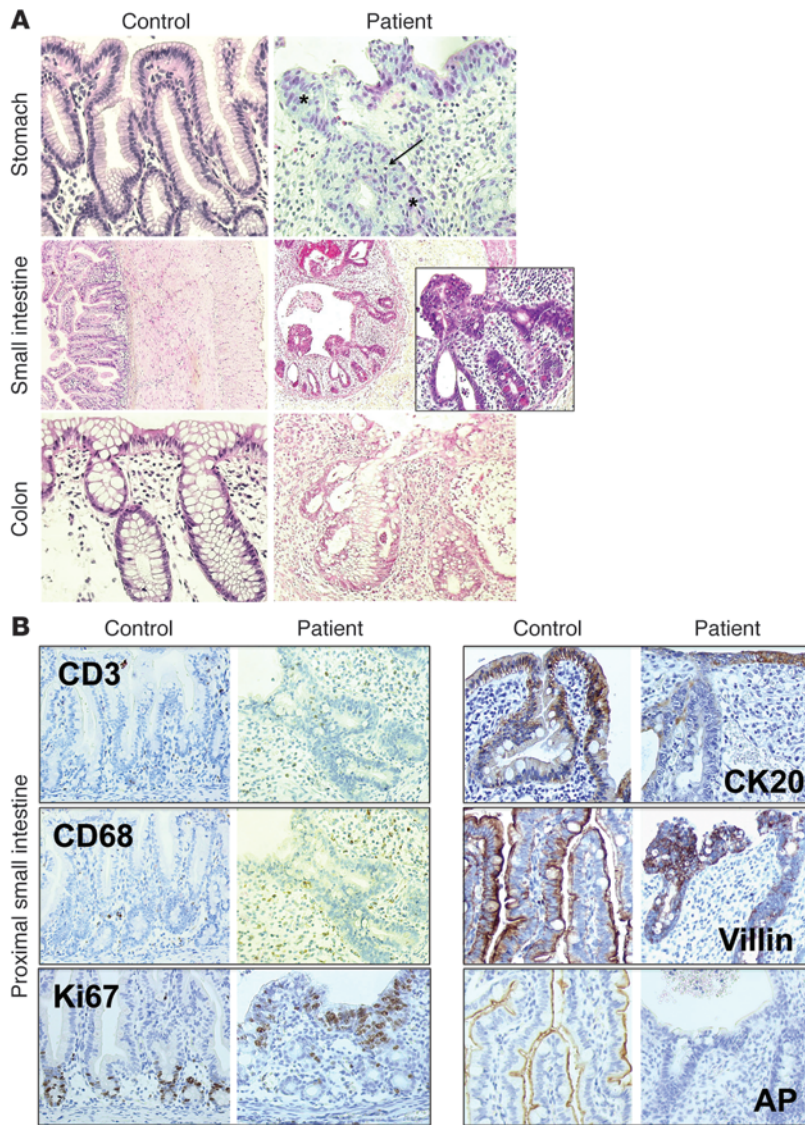 A
Control Patient
Stomach
*
*
Small intestine
Colon
B
Control Patient Control Patient
Proximal small intestine
CD3
CK20
CD68
Villin
Ki67
AP